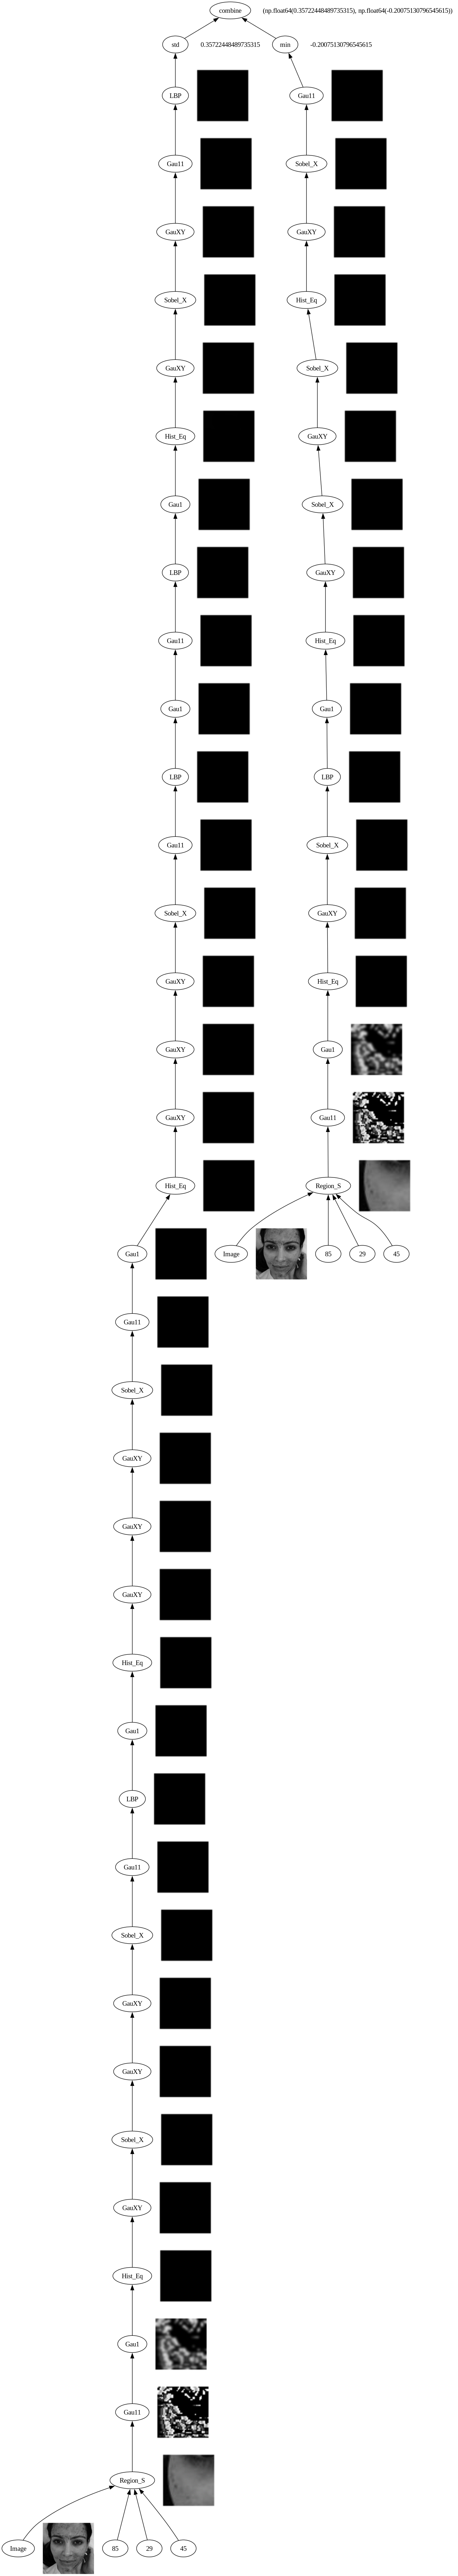 combine (np.float64(0.35722448489735315), np.float64(-0.20075130796545615))
std 0.35722448489735315 min -0.20075130796545615
LBP Gau11
Gau11 Sobel_X
GauXY GauXY
Sobel_X Hist_Eq
GauXY Sobel_X
Hist_Eq GauXY
Gau1 Sobel_X
LBP GauXY
Gau11 Hist_Eq
Gau1 Gau1
LBP LBP
Gau11 Sobel_X
Sobel_X GauXY
GauXY Hist_Eq
GauXY Gau1
GauXY Gau11
Hist_Eq Region_S
Gau1 Image 85 29 45
Gau11
Sobel_X
GauXY
GauXY
GauXY
Hist_Eq
Gau1
LBP
Gau11
Sobel_X
GauXY
GauXY
Sobel_X
GauXY
Hist_Eq
Gau1
Gau11
Region_S
Image 85 29 45